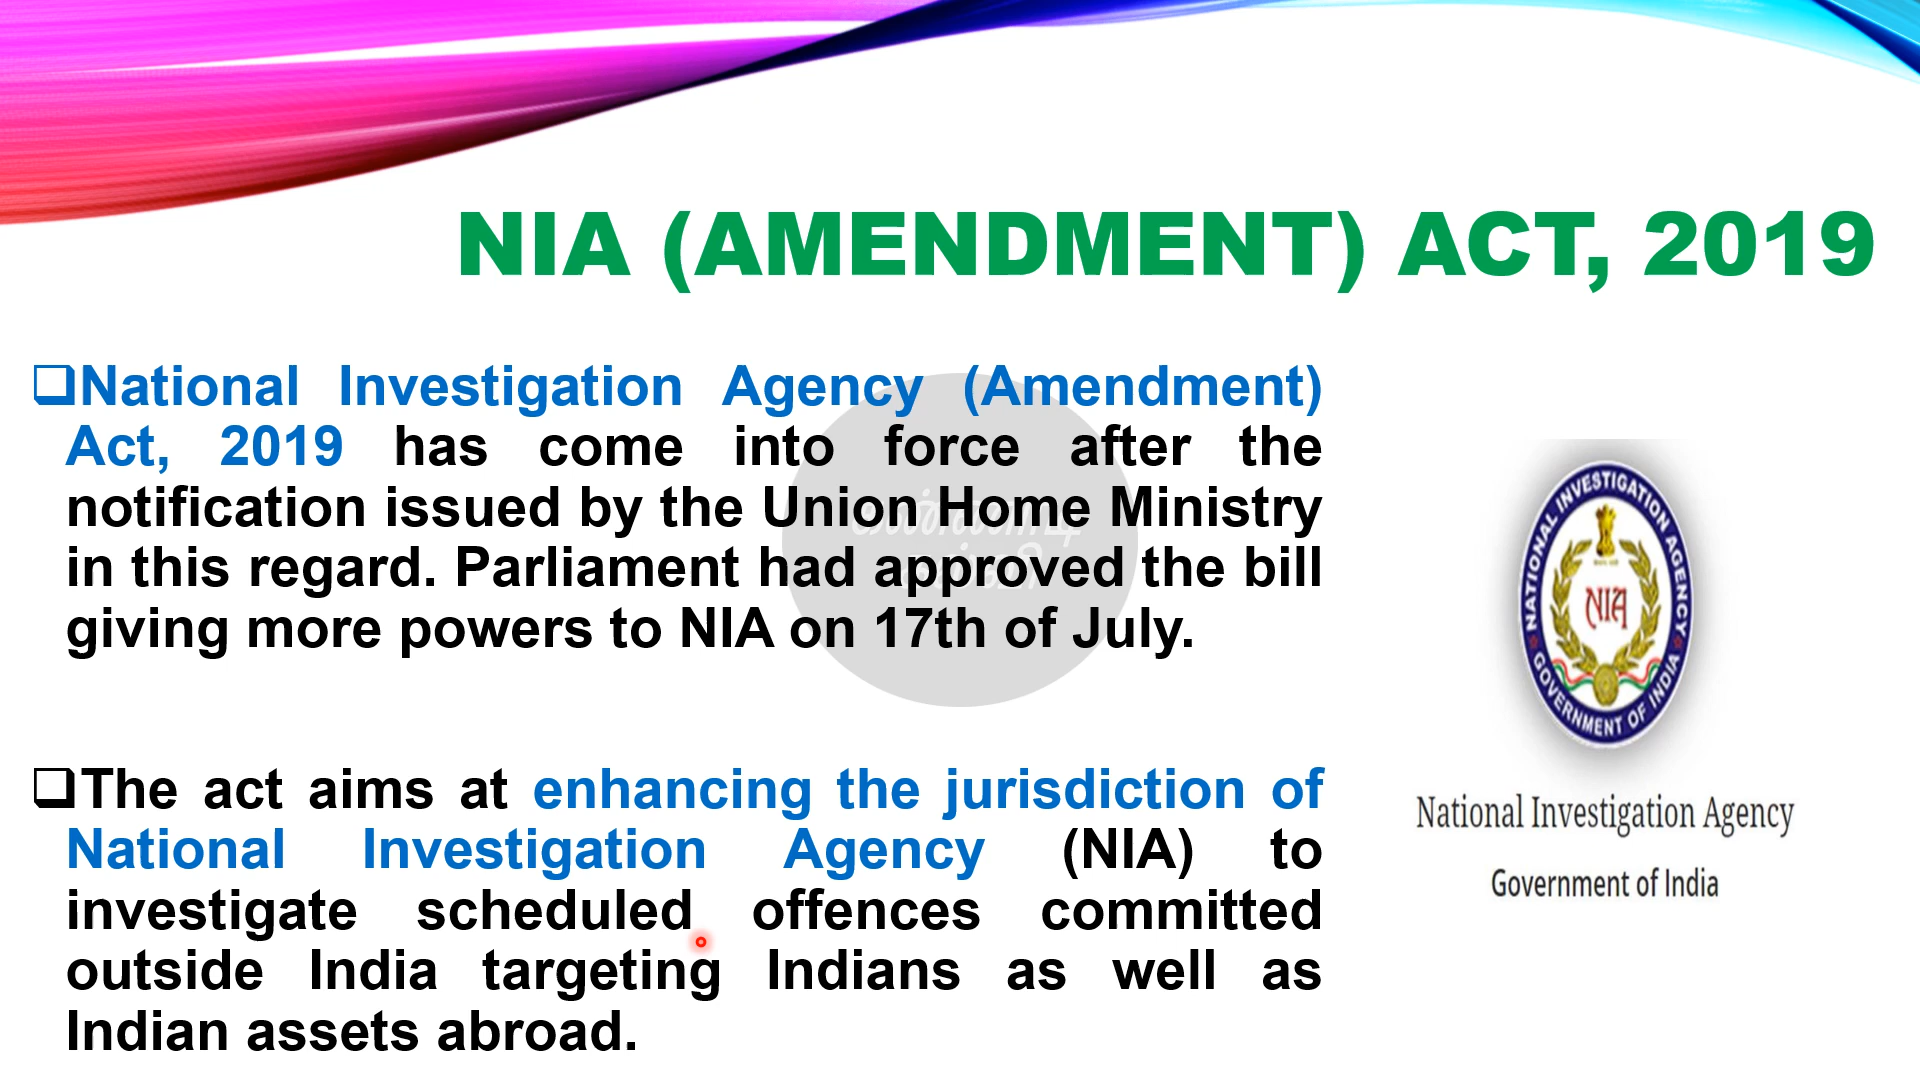 NIA (AMENDMENT) ACT, 2019
❑National Investigation Agency (Amendment)
Act, 2019 has come into force after the
notification issued by the Union Home Ministry
in this regard. Parliament had approved the bill
giving more powers to NIA on 17th of July.
❑The act aims at enhancing the jurisdiction of
National Investigation Agency (NIA) to
investigate scheduled offences committed
outside India targeting Indians as well as
Indian assets abroad.
NATIONAL INVESTIGATION AGENCY
NIA
GOVERNMENT OF INDIA
National Investigation Agency
Government of India